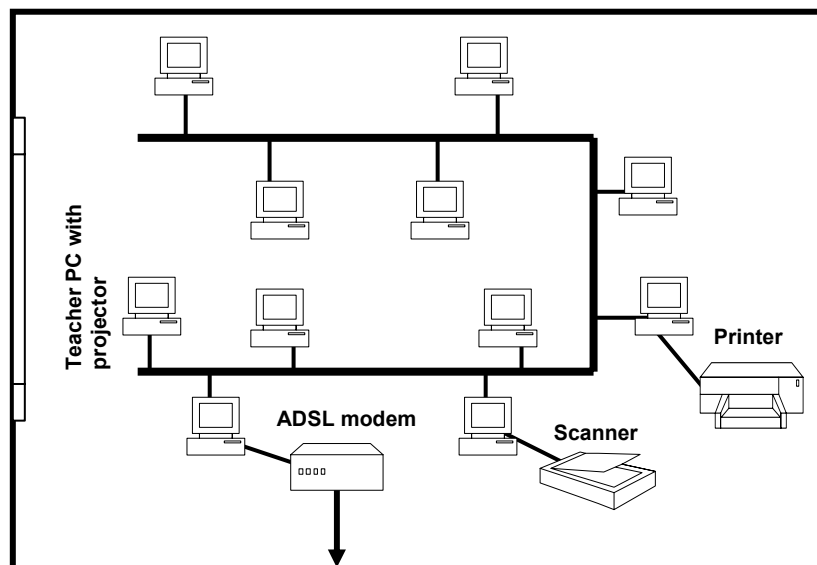 Teacher PC with
projector
Printer
ADSL modem
Scanner